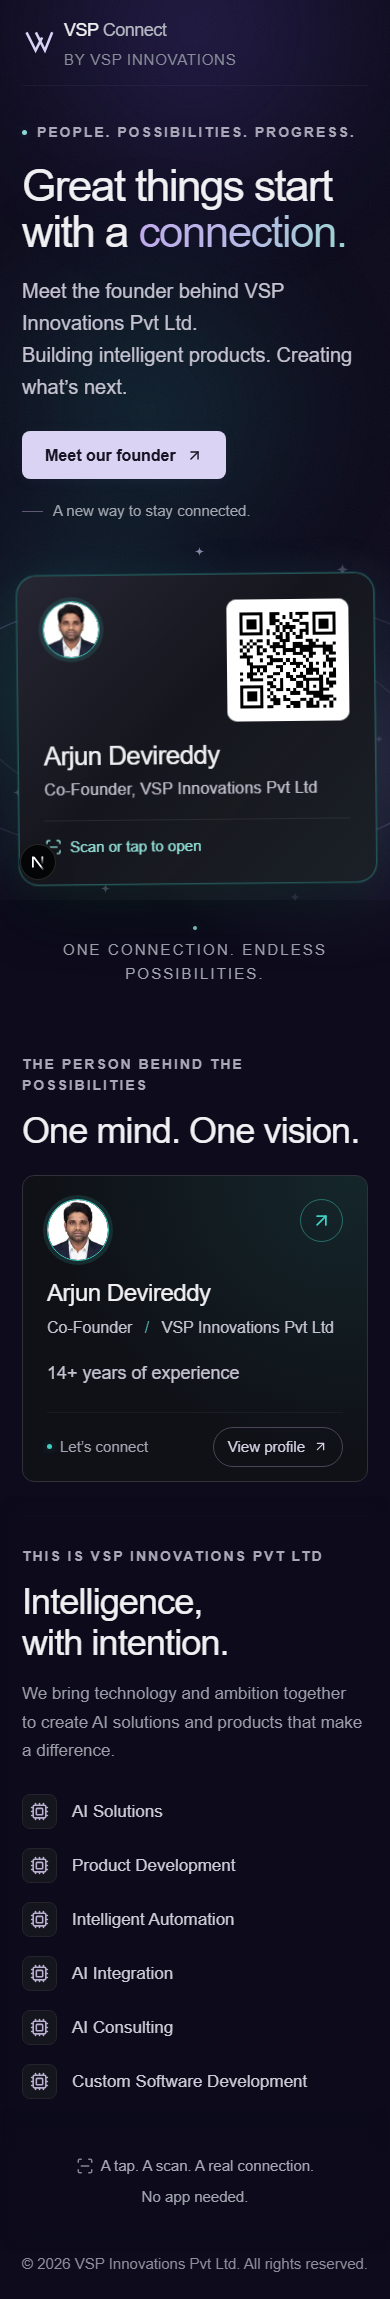 VSP Connect
BY VSP INNOVATIONS
PEOPLE. POSSIBILITIES. PROGRESS.
Great things start
with a connection.
Meet the founder behind VSP
Innovations Pvt Ltd.
Building intelligent products. Creating
what's next.
Meet our founder
A new way to stay connected.
Arjun Devireddy
Co-Founder, VSP Innovations Pvt Ltd
Scan or tap to open
N
ONE CONNECTION. ENDLESS
POSSIBILITIES.
THE PERSON BEHIND THE
POSSIBILITIES
One mind. One vision.
Arjun Devireddy
Co-Founder / VSP Innovations Pvt Ltd
14+ years of experience
Let's connect
View profile
THIS IS VSP INNOVATIONS PVT LTD
Intelligence,
with intention.
We bring technology and ambition together
to create AI solutions and products that make
a difference.
AI Solutions
Product Development
Intelligent Automation
AI Integration
AI Consulting
Custom Software Development
A tap. A scan. A real connection.
No app needed.
© 2026 VSP Innovations Pvt Ltd. All rights reserved.